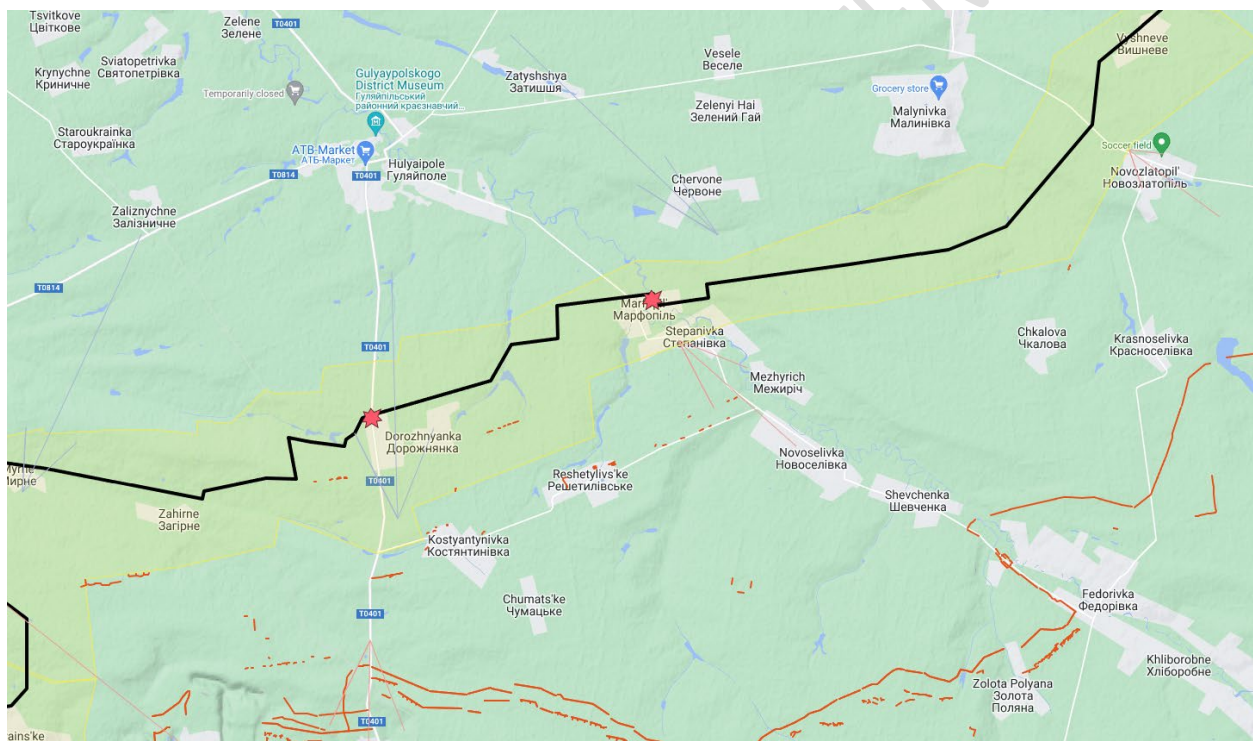 Tsvitkove
Цвіткове
Zelene
Зелене
T0401
Sviatopetrivka
Святопетрівка
Krynychne
Криничне
Temporarily closed
Gulyaypolskogo
District Museum
Гуляйпільський
районний краєзнавчий...
Zatyshshya
Затишшя
Vesele
Веселе
Vyshneve
Вишневе
Grocery store
Malynivka
Малинівка
Zelenyi Hai
Зелений Гай
Staroukrainka
Староукраїнка
ATB-Market
АТБ-Маркет
Hulyaipole
Гуляйполе
T0814
T0401
Soccer field
Novozlatopil'
Новозлатопіль
Chervone
Червоне
Zaliznychne
Залізничне
T0814
Марфопіль
Stepanivka
Степанівка
Chkalova
Чкалова
Krasnoselivka
Красноселівка
T0401
Mezhyrich
Межиріч
Dorozhnyanka
Дорожнянка
Novoselivka
Новоселівка
Myrne
Мирне
T0401
Reshetylivs'ke
Решетилівське
Shevchenka
Шевченка
Zahirne
Загірне
Kostyantynivka
Костянтинівка
Chumats'ke
Чумацьке
T0401
Fedorivka
Федорівка
Khliborobne
Хліборобне
Zolota Polyana
Золота
Поляна
T0401
ains'ke